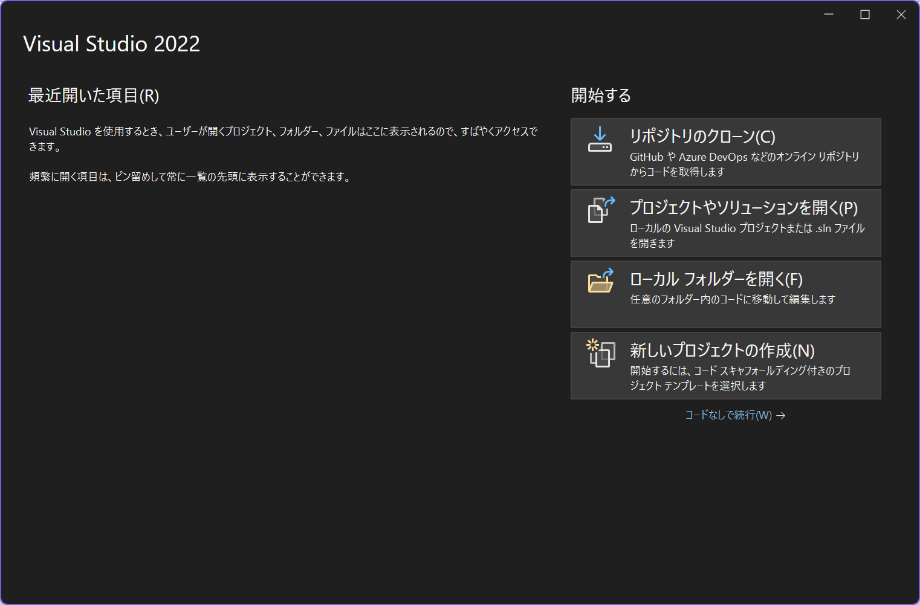 Visual Studio 2022
最近開いた項目(R)
Visual Studio を使用するとき、ユーザーが開くプロジェクト、フォルダー、ファイルはここに表示されるので、すばやくアクセスで
きます。
頻繁に開く項目は、ピン留めして常に一覧の先頭に表示することができます。
開始する
リポジトリのクローン(C)
GitHub や Azure DevOps などのオンライン リポジトリ
からコードを取得します
プロジェクトやソリューションを開く(P)
ローカルの Visual Studio プロジェクトまたは .sln ファイル
を開きます
ローカル フォルダーを開く(F)
任意のフォルダー内のコードに移動して編集します
新しいプロジェクトの作成(N)
開始するには、コード スキャフォールディング付きのプロ
ジェクト テンプレートを選択します
コードなしで続行(W) →